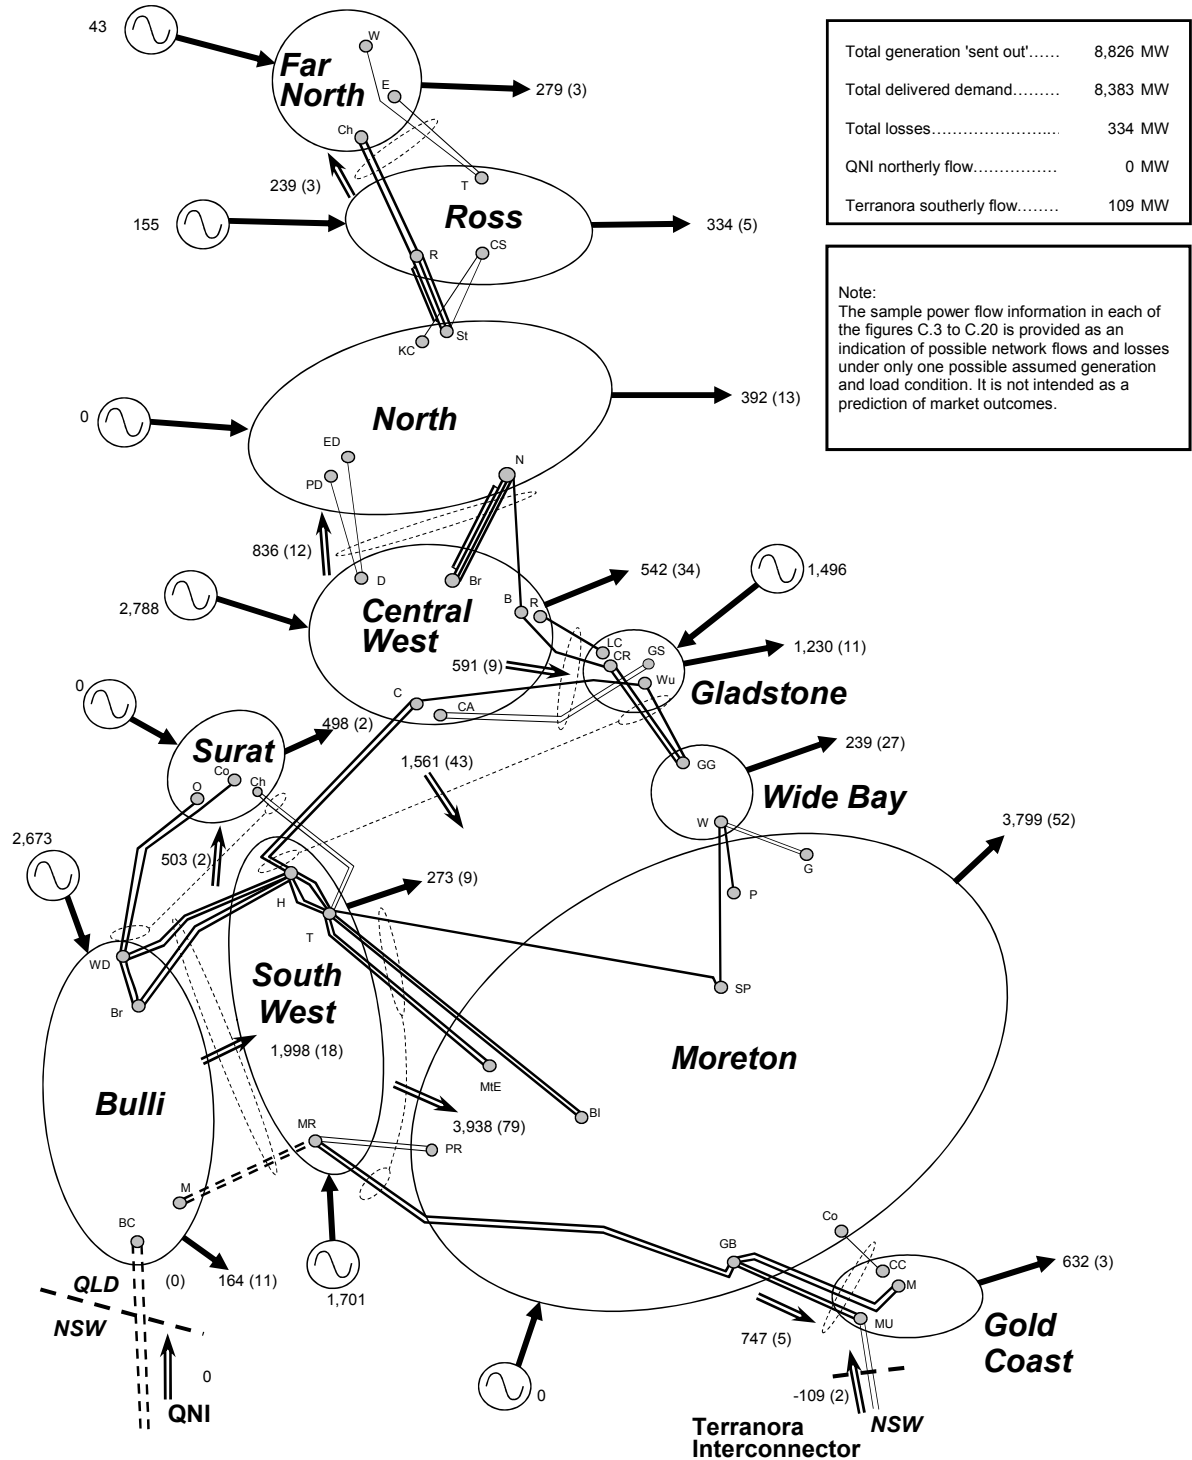 43
W
Far
North
E
279 (3)
Ch
239 (3)
T
155
Ross
334 (5)
CS
R
St
KC
0
North
392 (13)
ED
PD
N
836 (12)
D
Br
542 (34)
1,496
2,788
Central
West
B
R
LC
GS
CR
1,230 (11)
591 (9)
Wu
Gladstone
0
C
CA
498 (2)
Surat
Co
Ch
O
1,561 (43)
GG
239 (27)
Wide Bay
W
3,799 (52)
2,673
503 (2)
G
273 (9)
P
H
T
WD
South
West
SP
Br
1,998 (18)
Moreton
MtE
Bulli
BI
MR
3,938 (79)
PR
M
BC
Co
GB
CC
632 (3)
QLD
(0)
164 (11)
M
NSW
1,701
MU
747 (5)
Gold
Coast
0
QNI
0
-109 (2)
Terranora
Interconnector
NSW
Total generation 'sent out'...... 8,826 MW
Total delivered demand......... 8,383 MW
Total losses........................ 334 MW
QNI northerly flow................ 0 MW
Terranora southerly flow........ 109 MW
Note:
The sample power flow information in each of
the figures C.3 to C.20 is provided as an
indication of possible network flows and losses
under only one possible assumed generation
and load condition. It is not intended as a
prediction of market outcomes.